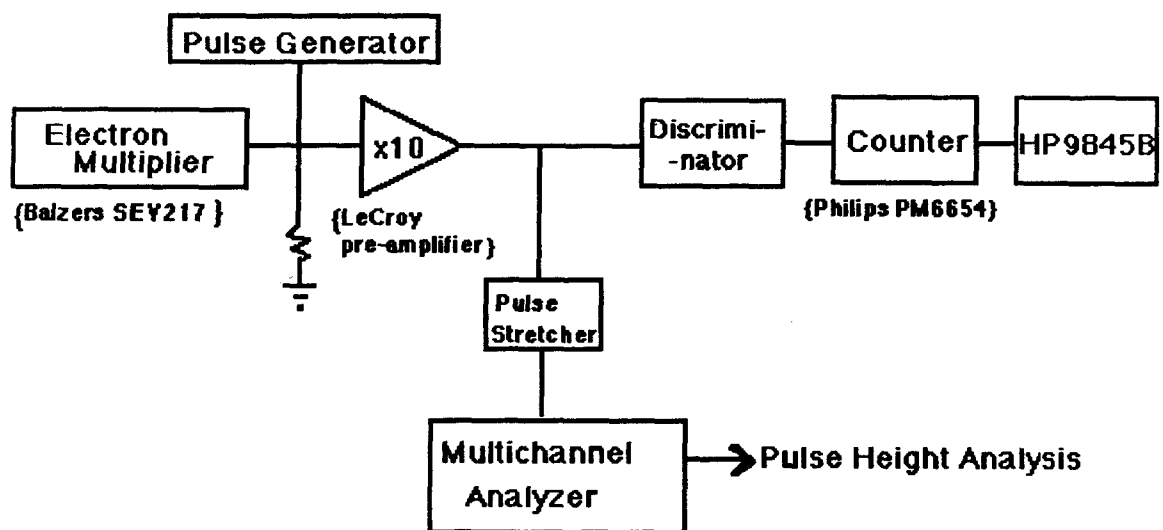 Pulse Generator
Electron
Multiplier
{Balzers SEV217 }
x10
{LeCroy
pre-amplifier}
Discrimi-
-nator
Counter
{Philips PM6654}
HP9845B
Pulse
Stretcher
Multichannel
Analyzer
Pulse Height Analysis